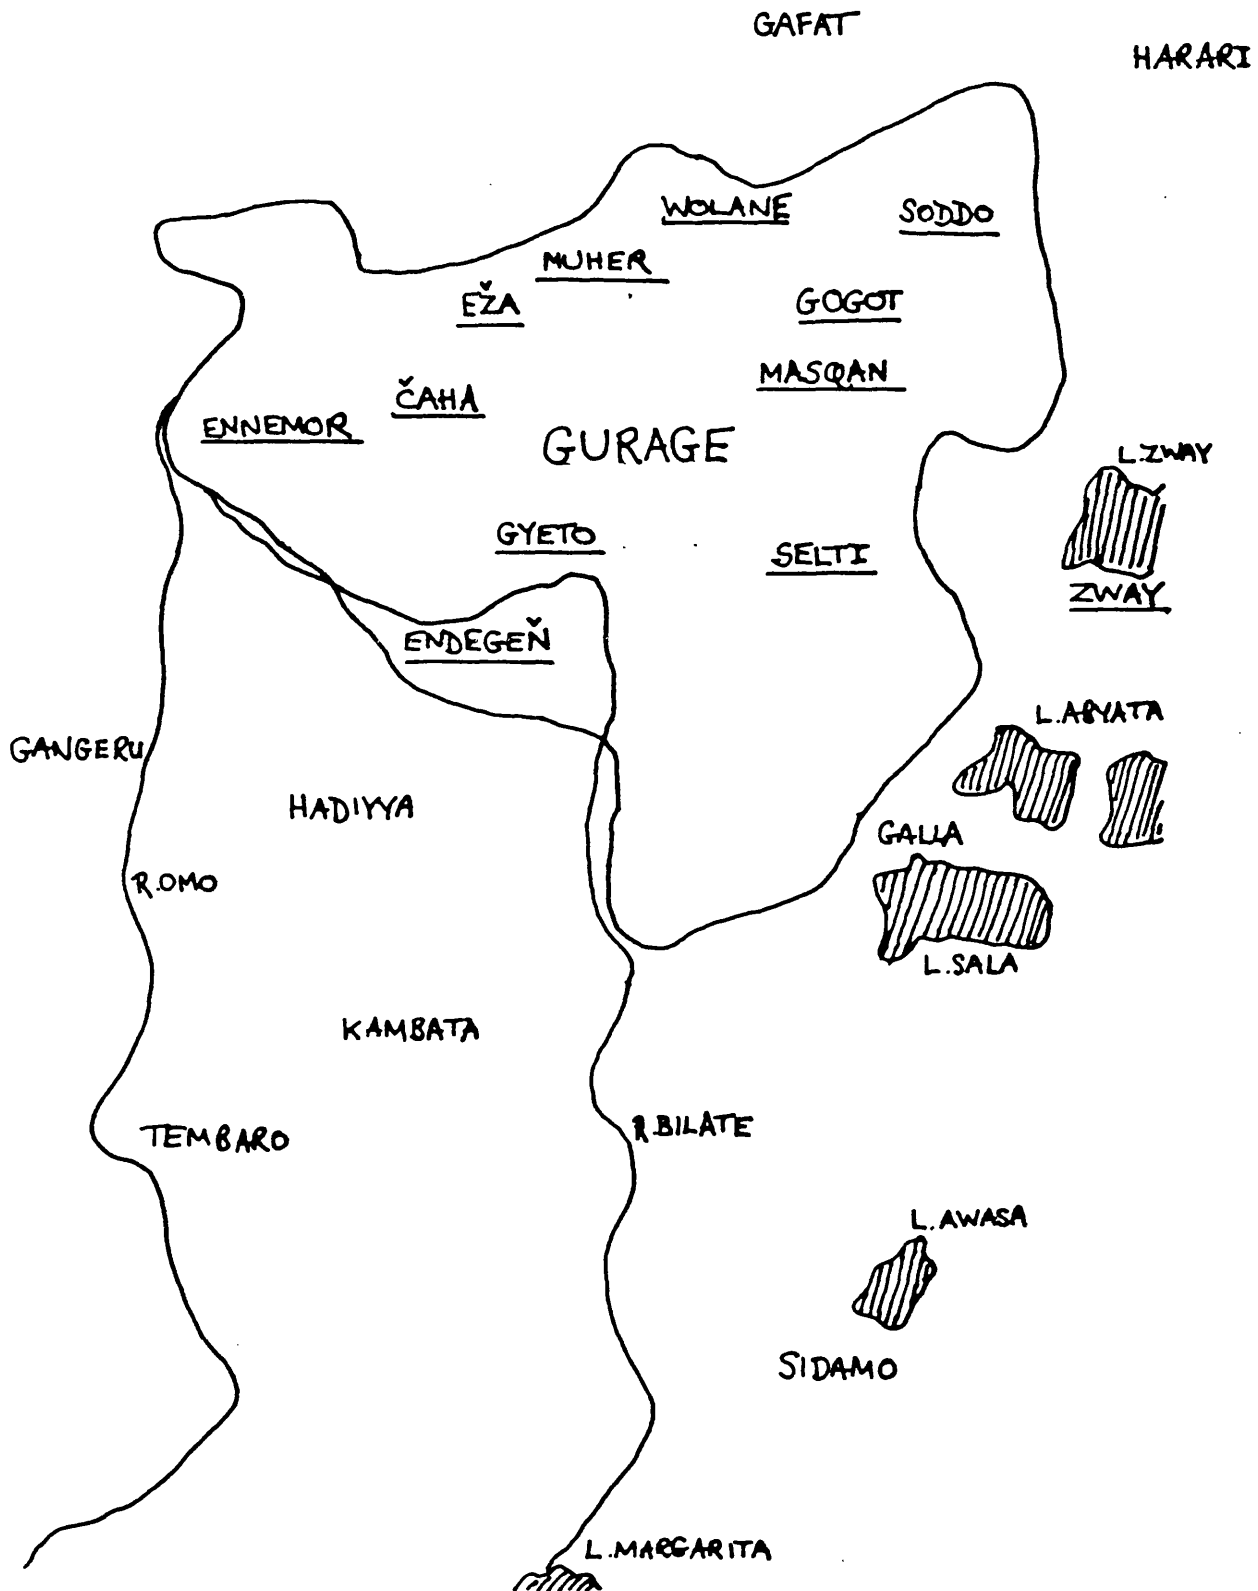 GAFAT
HARARI
WOLANE
SODDO
MUHER
EŽA
GOGOT
MASQAN
ČAHA
ENNEMOR
GURAGE
L.ZWAY
GYETO
SELTI
ZWAY
ENDEGEŇ
L.ABYATA
GANGERU
HADIYYA
GALLA
R.OMO
L.SALA
KAMBATA
R.BILATE
TEMBARO
L.AWASA
SIDAMO
L.MARGARITA